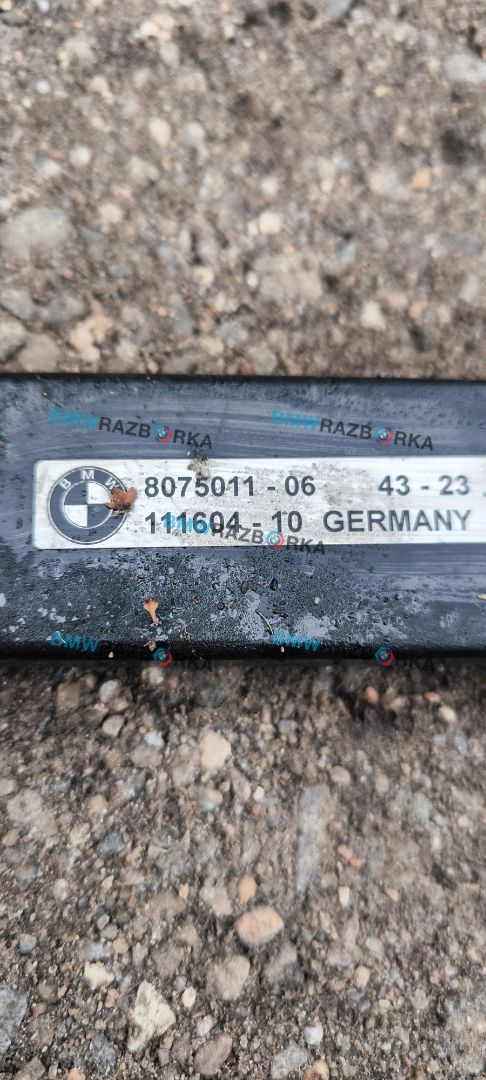 BMWRAZBORKA BMWRAZBORKA
BMW 8075011 - 06 43 - 23
111604 - 10 GERMANY
BMWRAZBORKA
BMW BMW